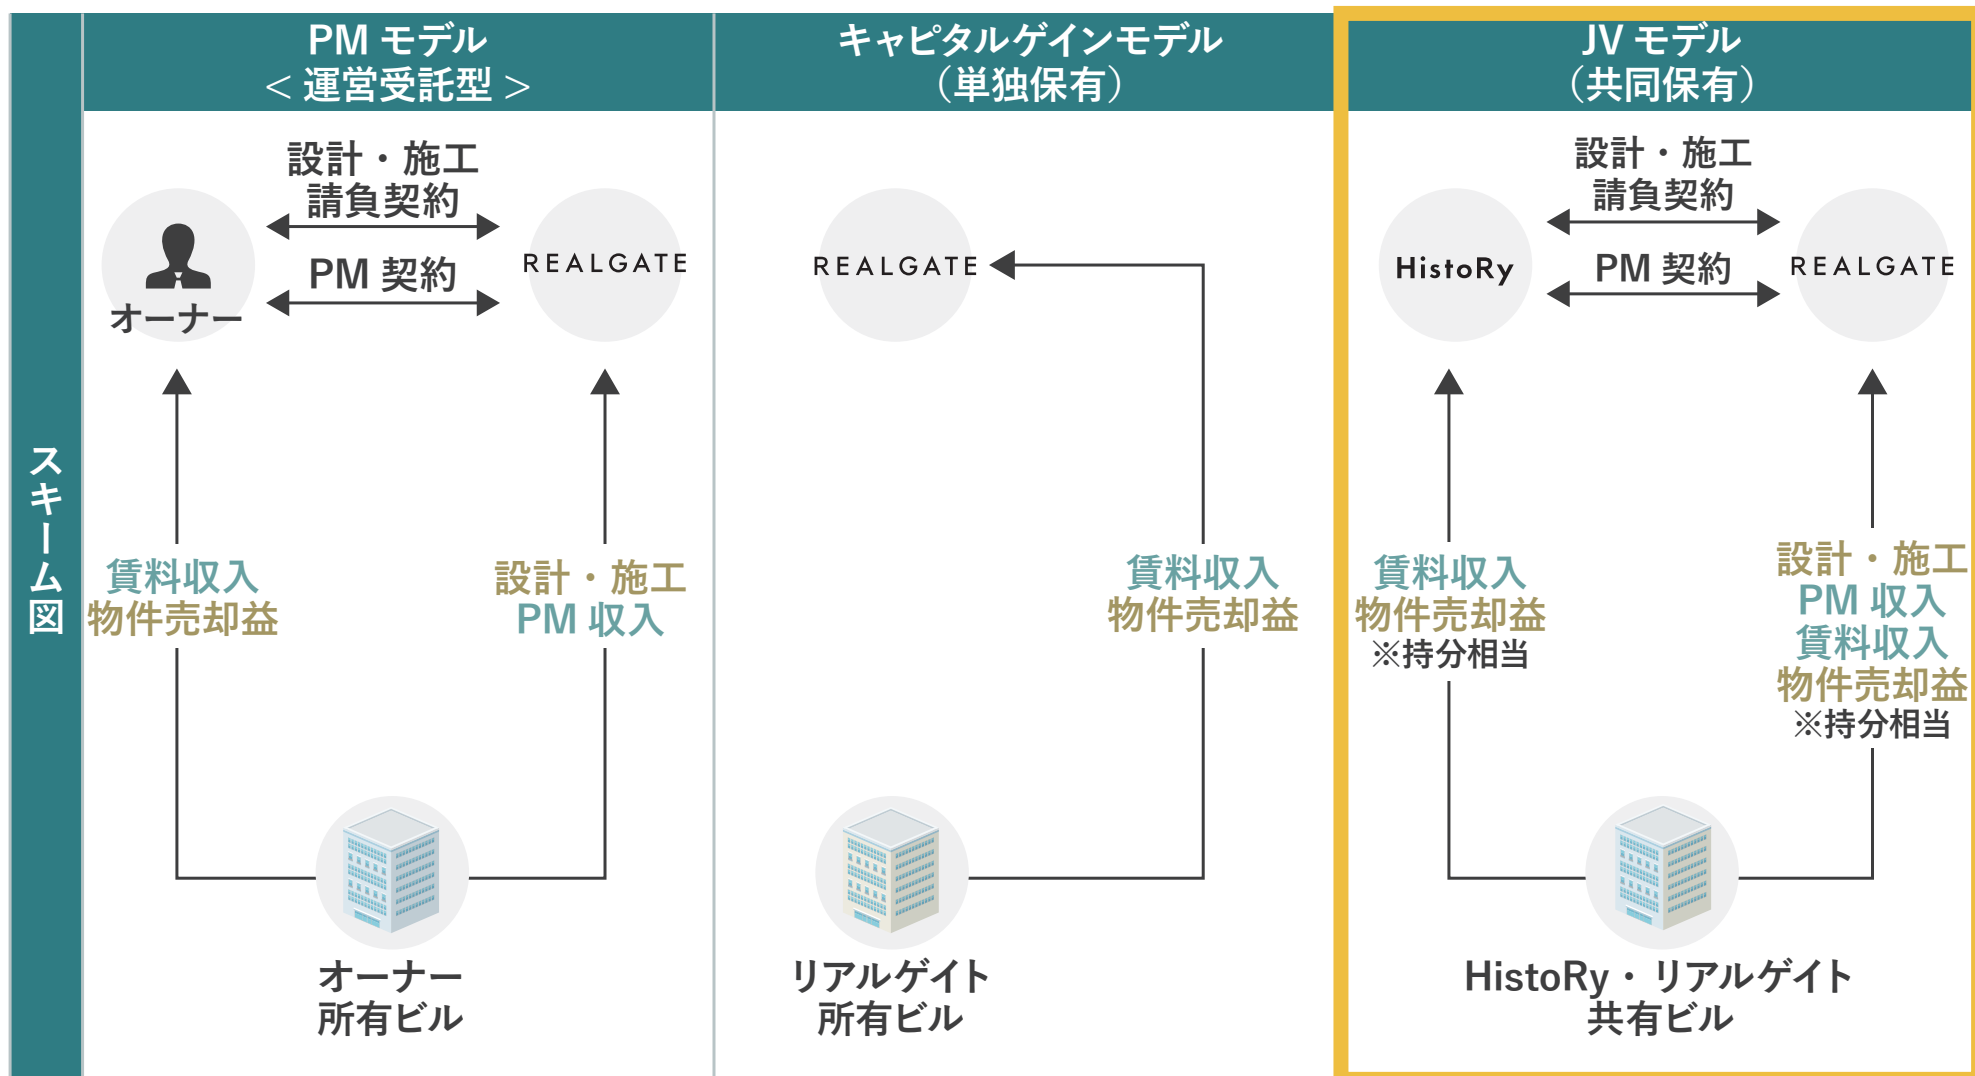 スキーム図
PM モデル
< 運営受託型 >
設計・施工
請負契約
PM 契約
オーナー
REALGATE
賃料収入
物件売却益
設計・施工
PM 収入
オーナー
所有ビル
キャピタルゲインモデル
（単独保有）
REALGATE
賃料収入
物件売却益
リアルゲイト
所有ビル
JV モデル
（共同保有）
設計・施工
請負契約
PM 契約
HistoRy
REALGATE
賃料収入
物件売却益
※持分相当
設計・施工
PM 収入
賃料収入
物件売却益
※持分相当
HistoRy・リアルゲイト
共有ビル